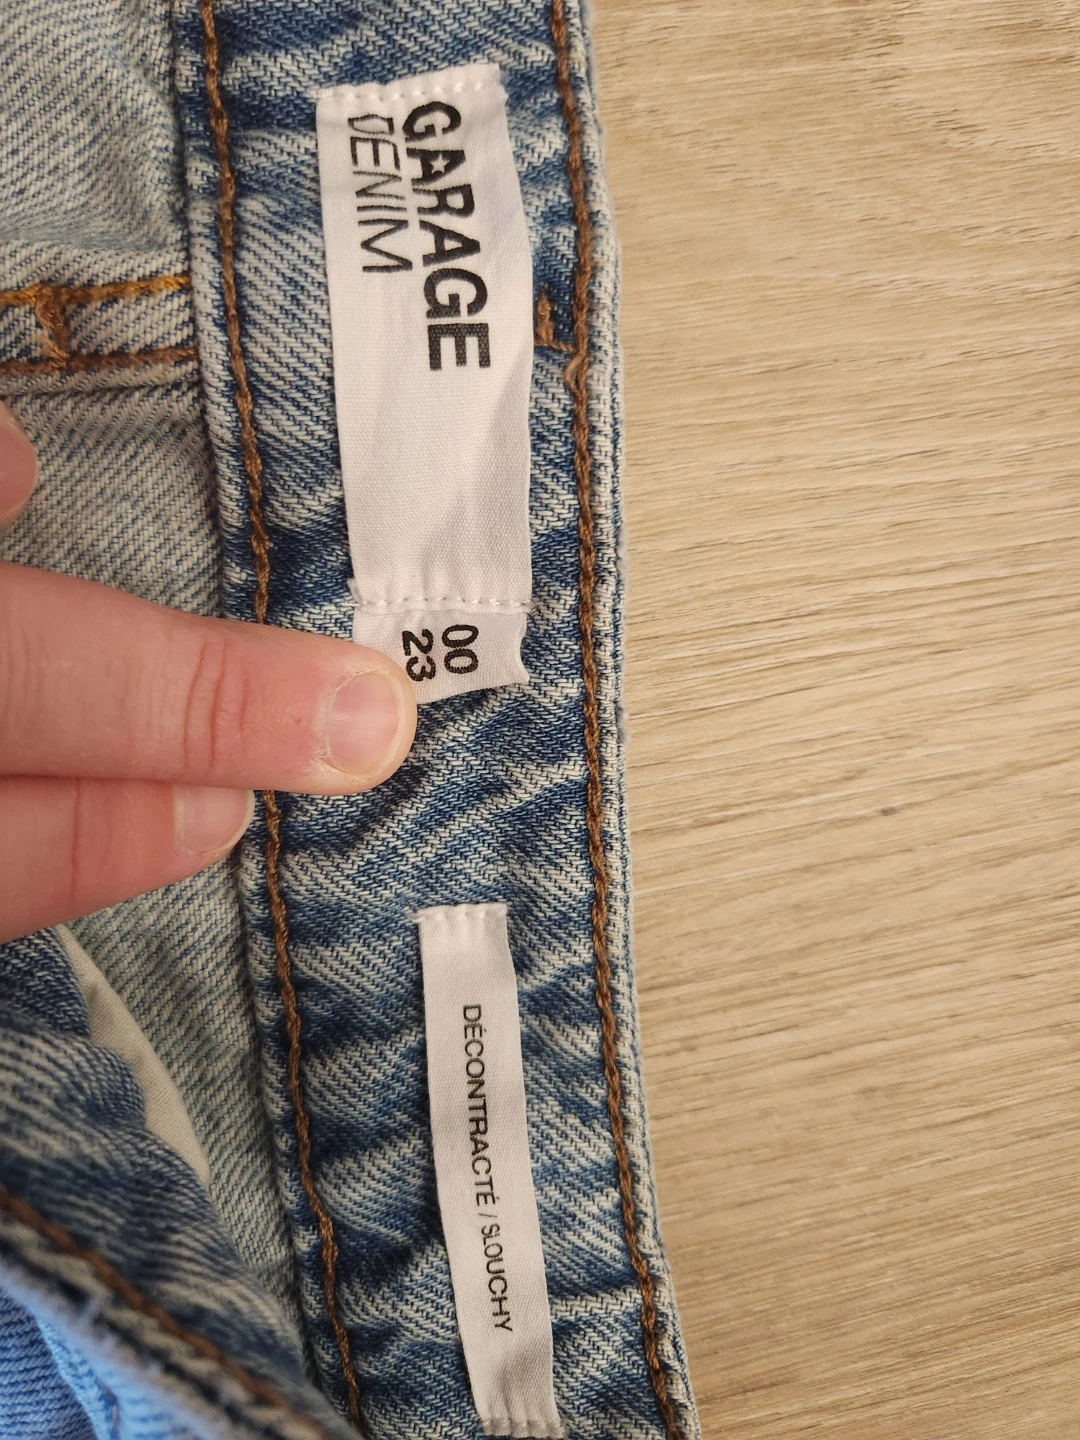 GARAGE
DENIM
00
23
DÉCONTRACTÉ / SLOUCHY